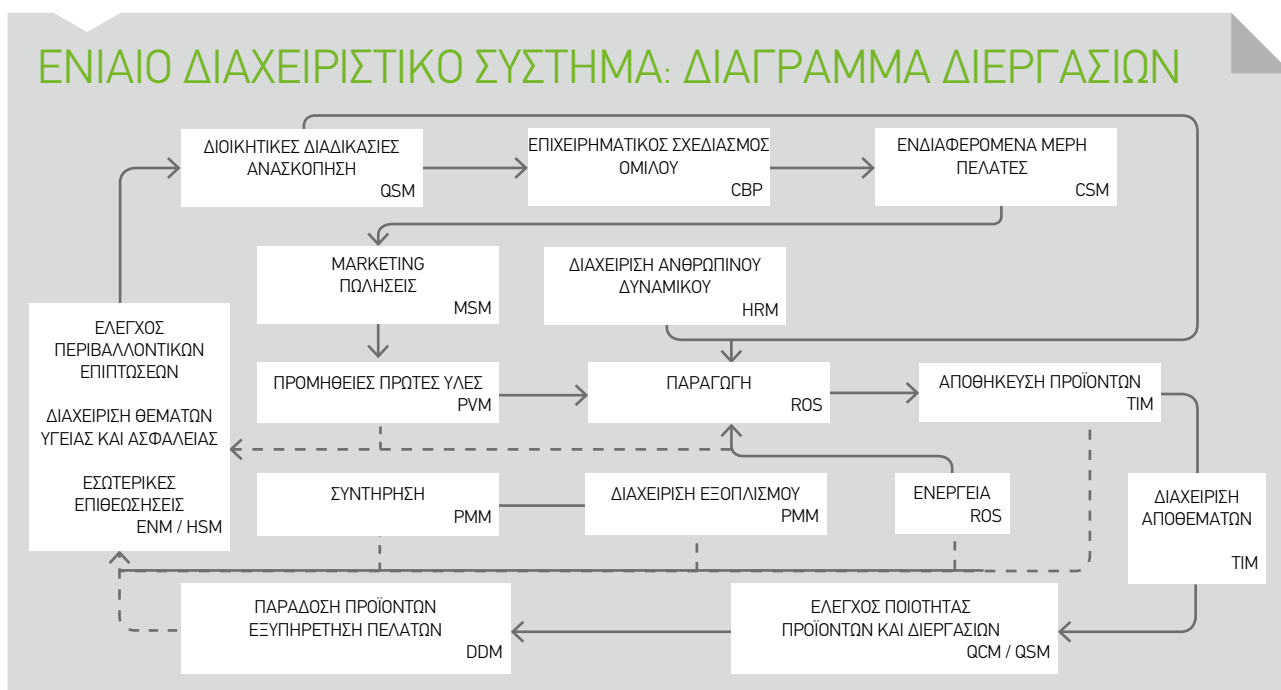 ΕΝΙΑΙΟ ΔΙΑΧΕΙΡΙΣΤΙΚΟ ΣΥΣΤΗΜΑ: ΔΙΑΓΡΑΜΜΑ ΔΙΕΡΓΑΣΙΩΝ
ΔΙΟΙΚΗΤΙΚΕΣ ΔΙΑΔΙΚΑΣΙΕΣ
ΑΝΑΣΚΟΠΗΣΗ
QSM
ΕΠΙΧΕΙΡΗΜΑΤΙΚΟΣ ΣΧΕΔΙΑΣΜΟΣ
ΟΜΙΛΟΥ
CBP
ΕΝΔΙΑΦΕΡΟΜΕΝΑ ΜΕΡΗ
ΠΕΛΑΤΕΣ
CSM
MARKETING
ΠΩΛΗΣΕΙΣ
MSM
ΔΙΑΧΕΙΡΙΣΗ ΑΝΘΡΩΠΙΝΟΥ
ΔΥΝΑΜΙΚΟΥ
HRM
ΕΛΕΓΧΟΣ
ΠΕΡΙΒΑΛΛΟΝΤΙΚΩΝ
ΕΠΙΠΤΩΣΕΩΝ
ΔΙΑΧΕΙΡΙΣΗ ΘΕΜΑΤΩΝ
ΥΓΕΙΑΣ ΚΑΙ ΑΣΦΑΛΕΙΑΣ
ΕΣΩΤΕΡΙΚΕΣ
ΕΠΙΘΕΩΣΗΣΕΙΣ
ENM / HSM
ΠΡΟΜΗΘΕΙΕΣ ΠΡΩΤΕΣ ΥΛΕΣ
PVM
ΠΑΡΑΓΩΓΗ
ROS
ΑΠΟΘΗΚΕΥΣΗ ΠΡΟΪΟΝΤΩΝ
TIM
ΣΥΝΤΗΡΗΣΗ
PMM
ΔΙΑΧΕΙΡΙΣΗ ΕΞΟΠΛΙΣΜΟΥ
PMM
ΕΝΕΡΓΕΙΑ
ROS
ΔΙΑΧΕΙΡΙΣΗ
ΑΠΟΘΕΜΑΤΩΝ
TIM
ΠΑΡΑΔΟΣΗ ΠΡΟΪΟΝΤΩΝ
ΕΞΥΠΗΡΕΤΗΣΗ ΠΕΛΑΤΩΝ
DDM
ΕΛΕΓΧΟΣ ΠΟΙΟΤΗΤΑΣ
ΠΡΟΪΟΝΤΩΝ ΚΑΙ ΔΙΕΡΓΑΣΙΩΝ
QCM / QSM